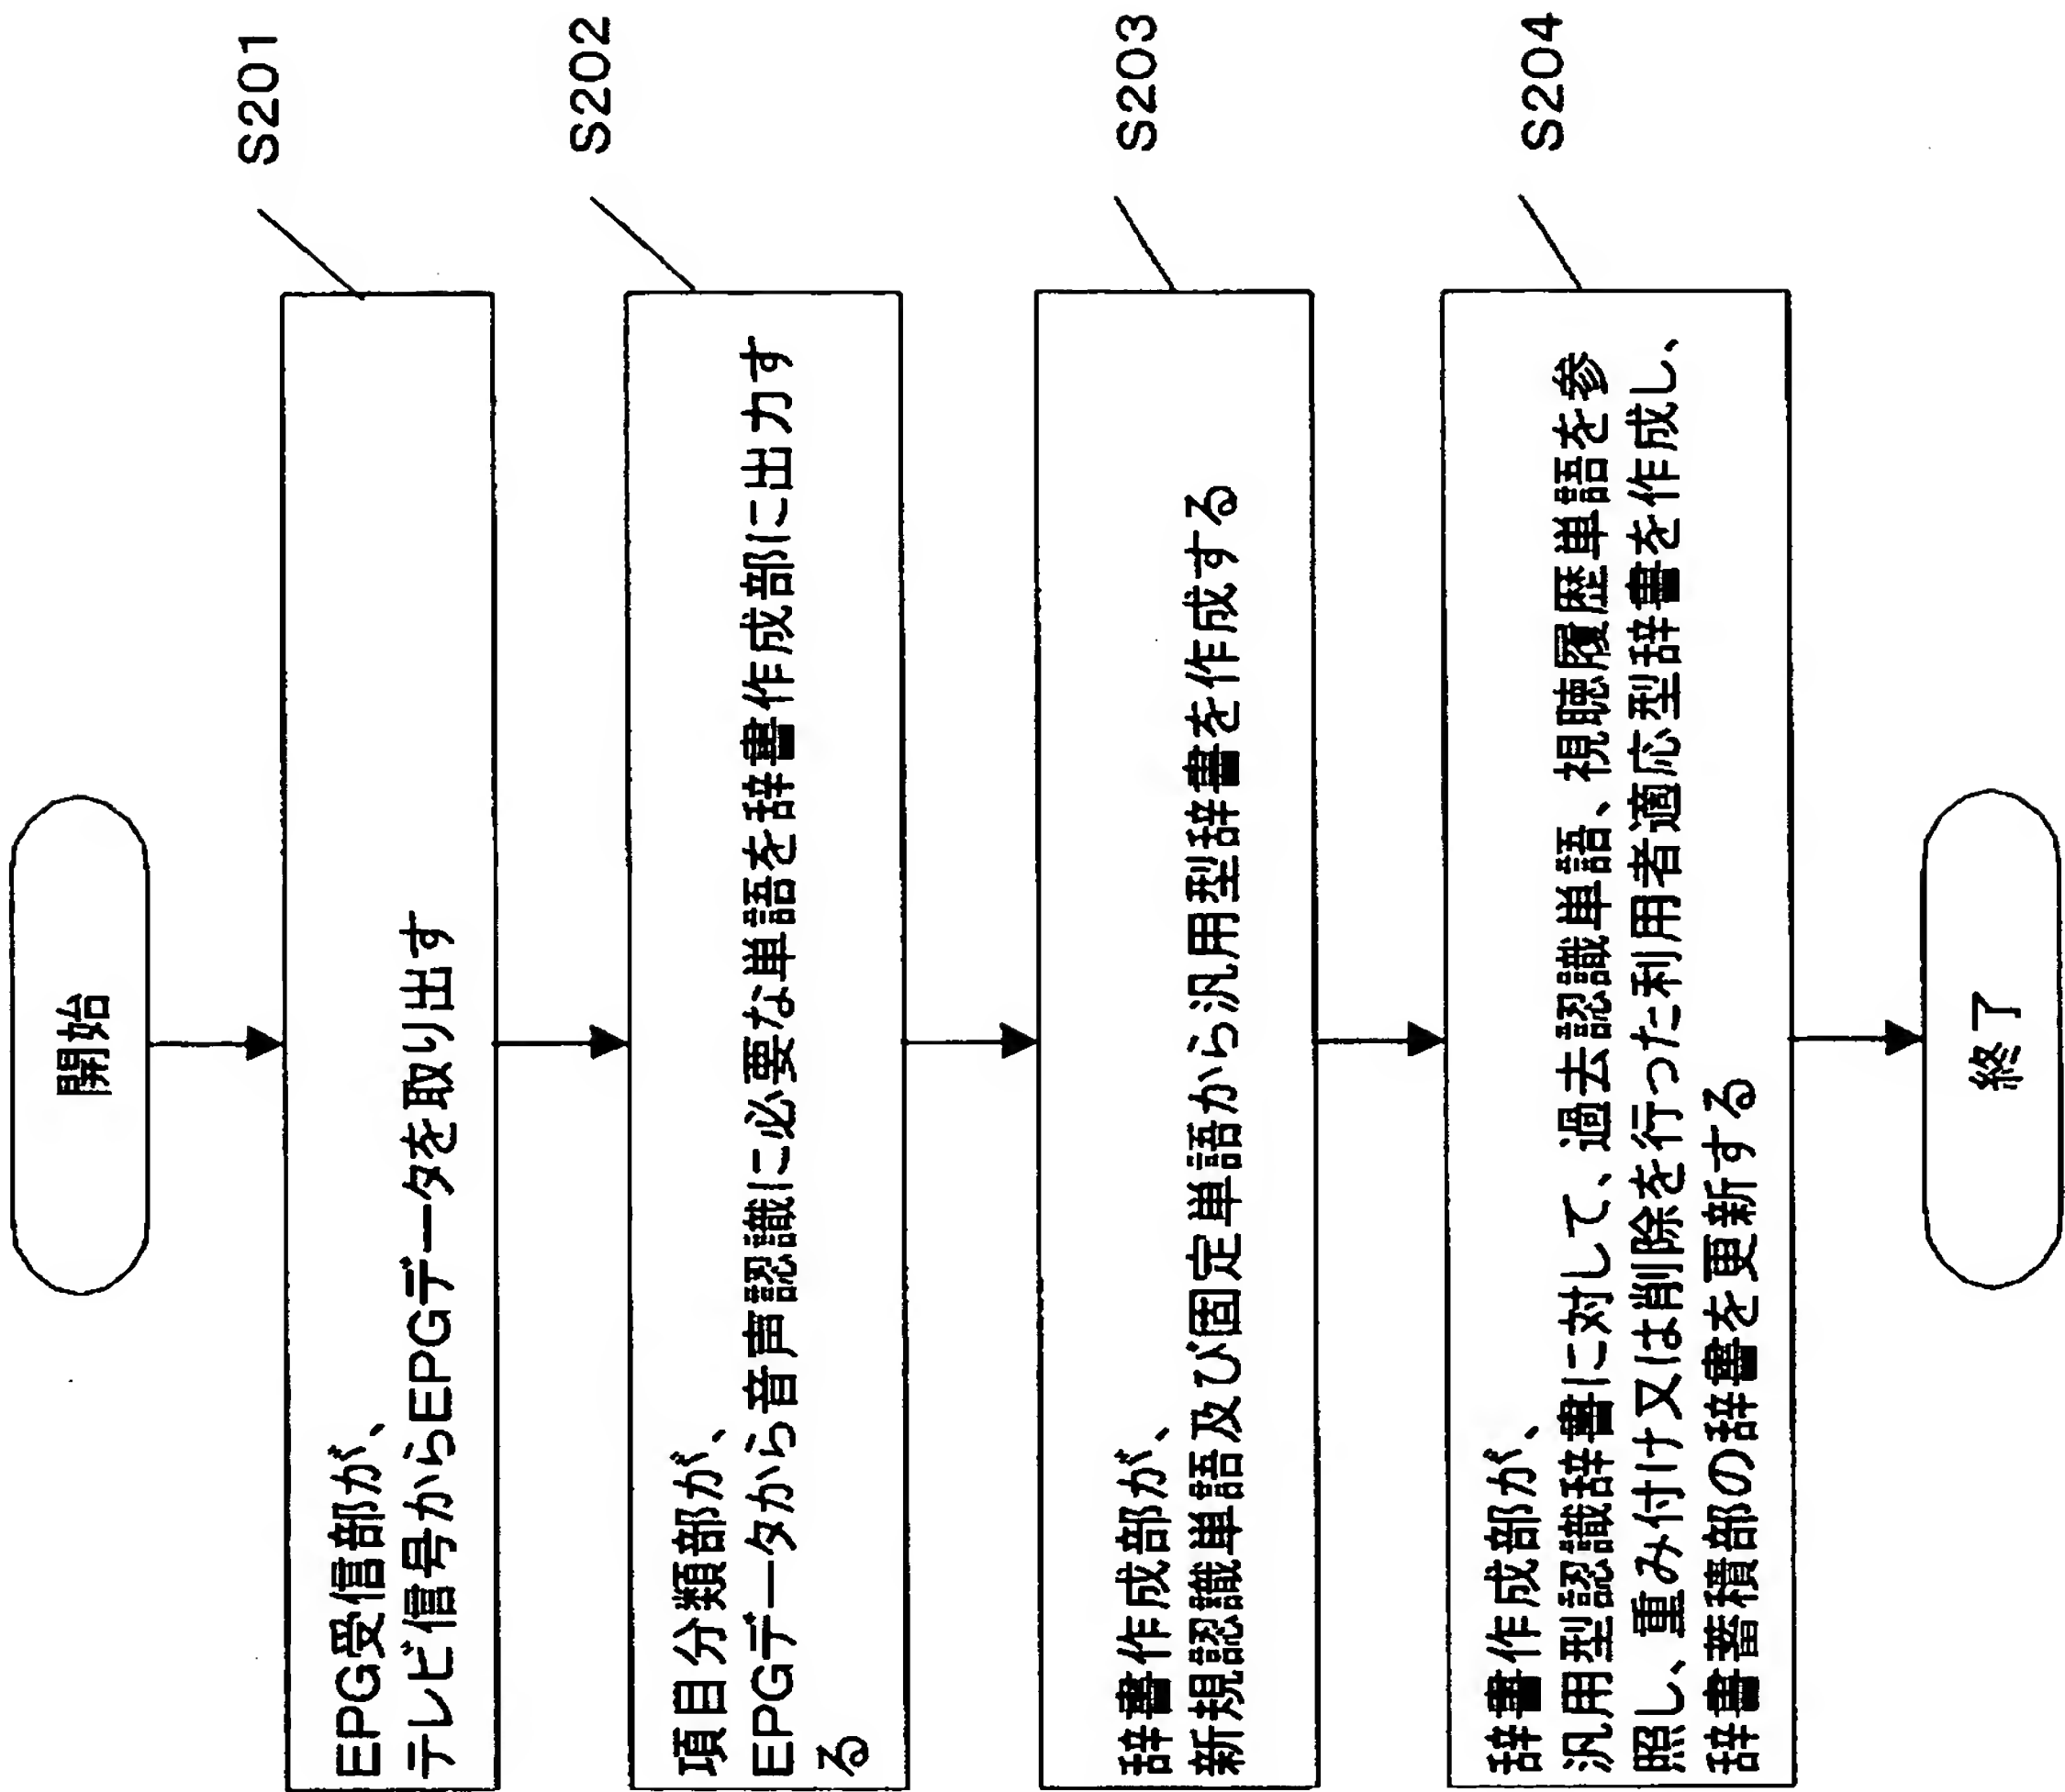 開始
S201
EPG受信部が、
テレビ信号からEPGデータを取り出す
S202
項目分類部が、
EPGデータから音声認識に必要な単語を辞書作成部に出力す
る
S203
辞書作成部が、
新規認識単語及び固定単語から汎用型辞書を作成する
S204
辞書作成部が、
汎用型認識辞書に対して、過去認識単語、視聴履歴単語を参
照し、重み付け又は削除を行った利用者適応型辞書を作成し、
辞書蓄積部の辞書を更新する
終了